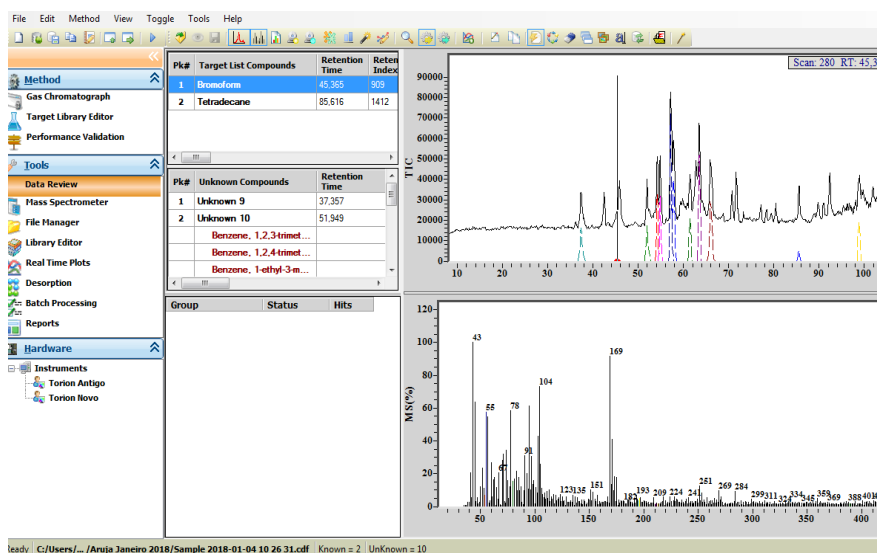 File Edit Method View Toggle Tools Help
Method
Gas Chromatograph
Target Library Editor
Performance Validation
Tools
Data Review
Mass Spectrometer
File Manager
Library Editor
Real Time Plots
Desorption
Batch Processing
Reports
Hardware
Instruments
Torion Antigo
Torion Novo
Pk# Target List Compounds Retention Time Reten Index
1 Bromoform 45,365 909
2 Tetradecane 85,616 1412
Pk# Unknown Compounds Retention Time
1 Unknown 9 37,357
2 Unknown 10 51,949
Benzene, 1,2,3-trimet...
Benzene, 1,2,4-trimet...
Benzene, 1-ethyl-3-m...
Group Status Hits
Scan: 280 RT: 45,3
TIC
90000
80000
70000
60000
50000
40000
30000
20000
10000
0
10 20 30 40 50 60 70 80 90 100
MS(%)
120
100
80
60
40
20
0
43 55 67 78 91 104 123 135 151 169 182 193 209 224 241 251 269 284 299 311 324 334 345 359 369 388 401
50 100 150 200 250 300 350 400
Ready C:/Users/... /Aruja Janeiro 2018/Sample 2018-01-04 10 26 31.cdf Known = 2 UnKnown = 10